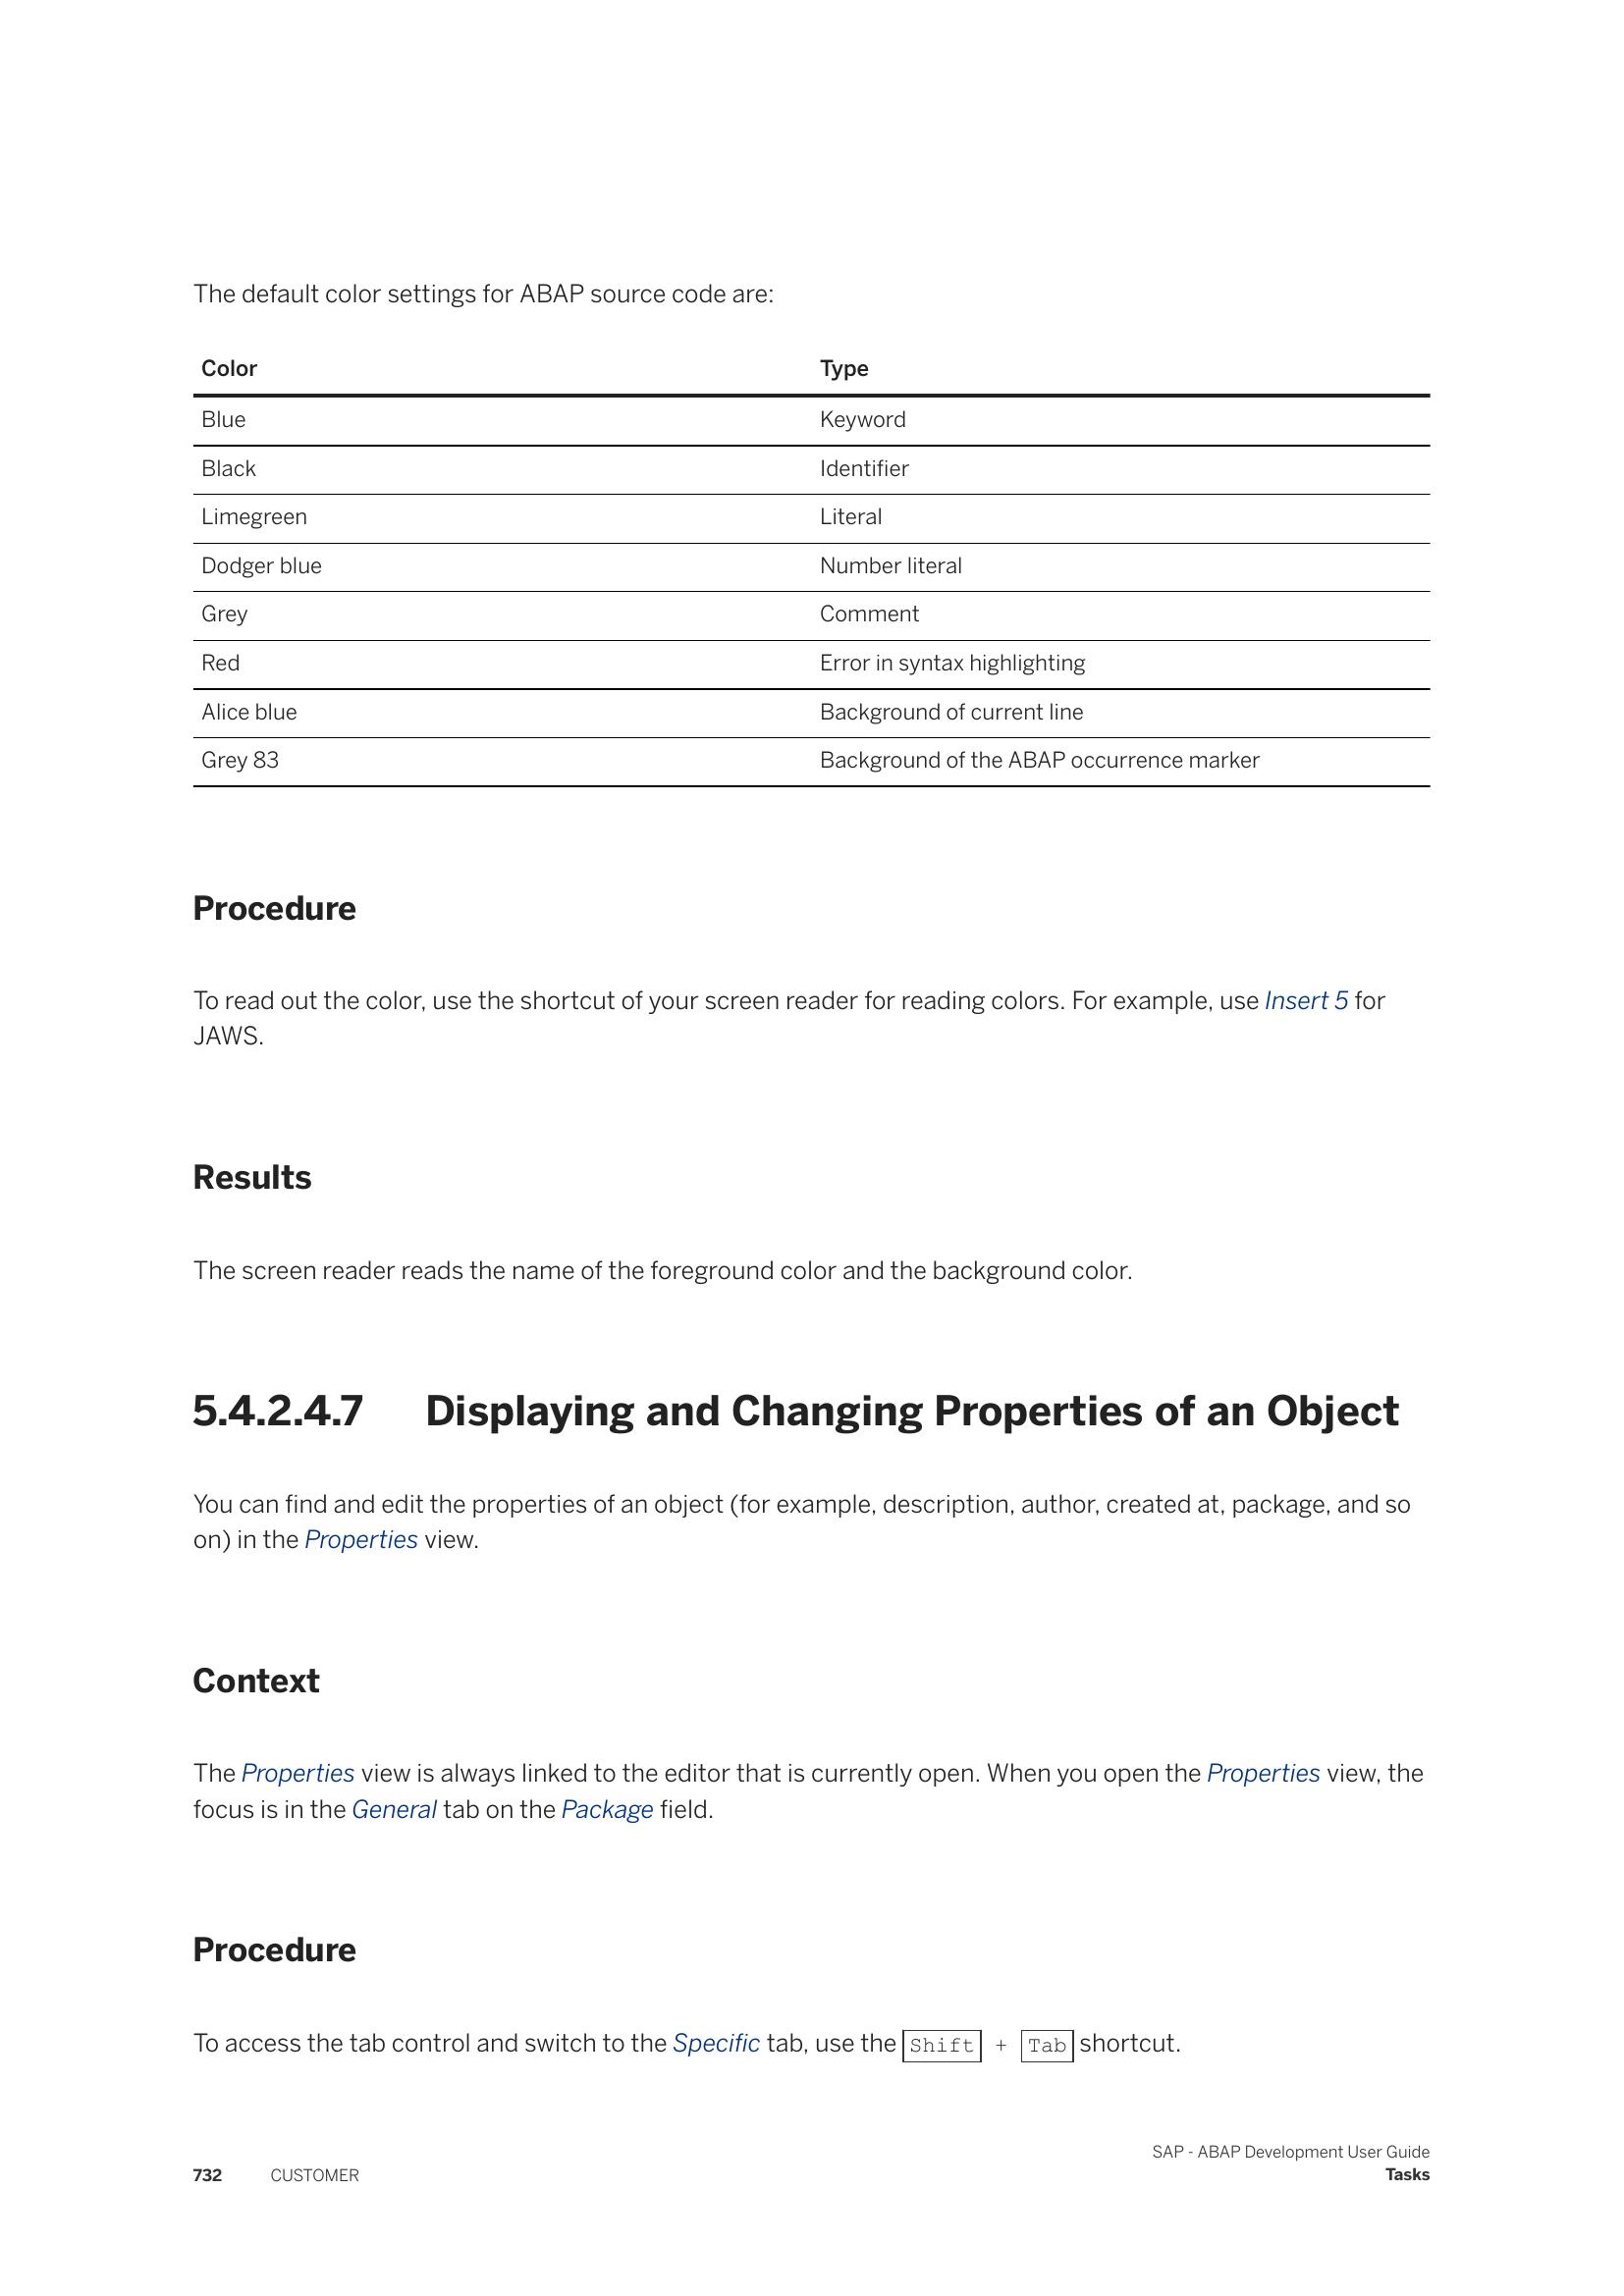 The default color settings for ABAP source code are:
Color Type
Blue Keyword
Black Identifier
Limegreen Literal
Dodger blue Number literal
Grey Comment
Red Error in syntax highlighting
Alice blue Background of current line
Grey 83 Background of the ABAP occurrence marker
Procedure
To read out the color, use the shortcut of your screen reader for reading colors. For example, use Insert 5 for
JAWS.
Results
The screen reader reads the name of the foreground color and the background color.
5.4.2.4.7 Displaying and Changing Properties of an Object
You can find and edit the properties of an object (for example, description, author, created at, package, and so
on) in the Properties view.
Context
The Properties view is always linked to the editor that is currently open. When you open the Properties view, the
focus is in the General tab on the Package field.
Procedure
To access the tab control and switch to the Specific tab, use the Shift + Tab shortcut.
SAP - ABAP Development User Guide
732 CUSTOMER Tasks